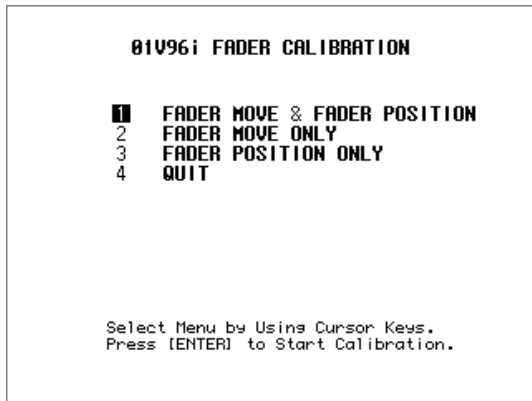 01V96i FADER CALIBRATION
1 FADER MOVE & FADER POSITION
2 FADER MOVE ONLY
3 FADER POSITION ONLY
4 QUIT
Select Menu by Using Cursor Keys.
Press [ENTER] to Start Calibration.